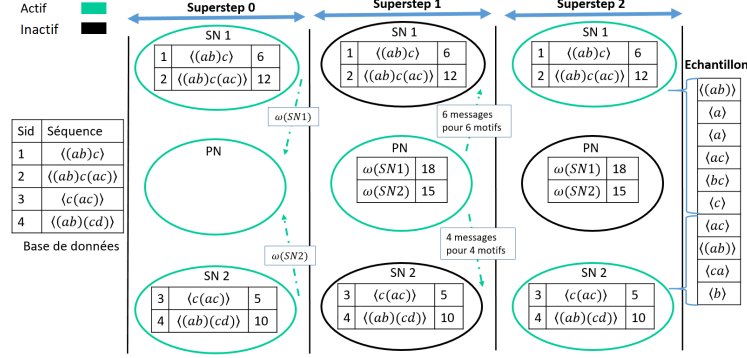 Actif
Inactif
Superstep 0
Superstep 1
Superstep 2
Echantillon
SN 1
1 ⟨(ab)c⟩ 6
2 ⟨(ab)c(ac)⟩ 12
SN 1
1 ⟨(ab)c⟩ 6
2 ⟨(ab)c(ac)⟩ 12
SN 1
1 ⟨(ab)c⟩ 6
2 ⟨(ab)c(ac)⟩ 12
ω(SN1)
6 messages
pour 6 motifs
Sid Séquence
1 ⟨(ab)c⟩
2 ⟨(ab)c(ac)⟩
3 ⟨c(ac)⟩
4 ⟨(ab)(cd)⟩
Base de données
PN
PN
ω(SN1) 18
ω(SN2) 15
PN
ω(SN1) 18
ω(SN2) 15
ω(SN2)
4 messages
pour 4 motifs
SN 2
3 ⟨c(ac)⟩ 5
4 ⟨(ab)(cd)⟩ 10
SN 2
3 ⟨c(ac)⟩ 5
4 ⟨(ab)(cd)⟩ 10
SN 2
3 ⟨c(ac)⟩ 5
4 ⟨(ab)(cd)⟩ 10
⟨(ab)⟩
⟨a⟩
⟨a⟩
⟨ac⟩
⟨bc⟩
⟨c⟩
⟨ac⟩
⟨(ab)⟩
⟨ca⟩
⟨b⟩